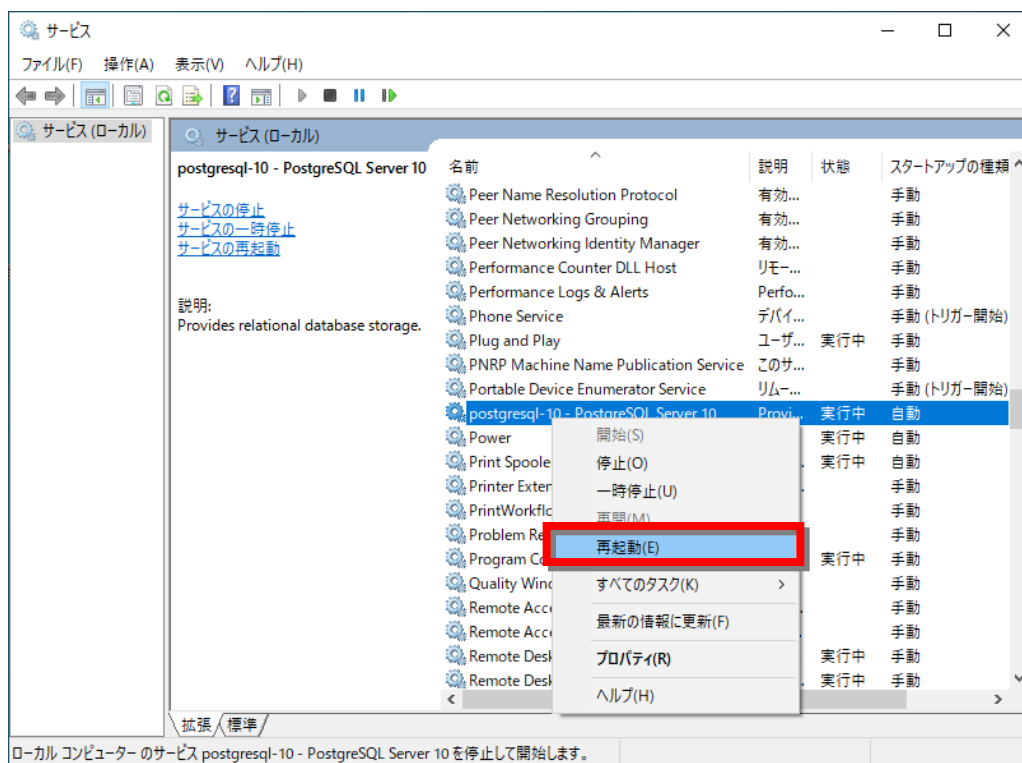 サービス
ファイル(F) 操作(A) 表示(V) ヘルプ(H)
サービス (ローカル)
サービス (ローカル)
postgresql-10 - PostgreSQL Server 10
サービスの停止
サービスの一時停止
サービスの再起動
説明:
Provides relational database storage.
名前 説明 状態 スタートアップの種類
Peer Name Resolution Protocol 有効... 手動
Peer Networking Grouping 有効... 手動
Peer Networking Identity Manager 有効... 手動
Performance Counter DLL Host リモー... 手動
Performance Logs & Alerts Perfo... 手動
Phone Service デバイ... 手動 (トリガー開始)
Plug and Play ユーザ... 実行中 手動
PNRP Machine Name Publication Service このサ... 手動
Portable Device Enumerator Service リムー... 手動 (トリガー開始)
postgresql-10 - PostgreSQL Server 10 Provi... 実行中 自動
Power 実行中 自動
Print Spoole 実行中 自動
Printer Exter 手動
PrintWorkflo 手動
Problem Re 手動
Program Co 実行中 手動
Quality Wind 手動
Remote Acce 手動
Remote Acce 手動
Remote Desk 実行中 手動
Remote Desk 実行中 手動
開始(S)
停止(O)
一時停止(U)
再開(M)
再起動(E)
すべてのタスク(K)
最新の情報に更新(F)
プロパティ(R)
ヘルプ(H)
拡張 標準
ローカル コンピューター のサービス postgresql-10 - PostgreSQL Server 10 を停止して開始します。